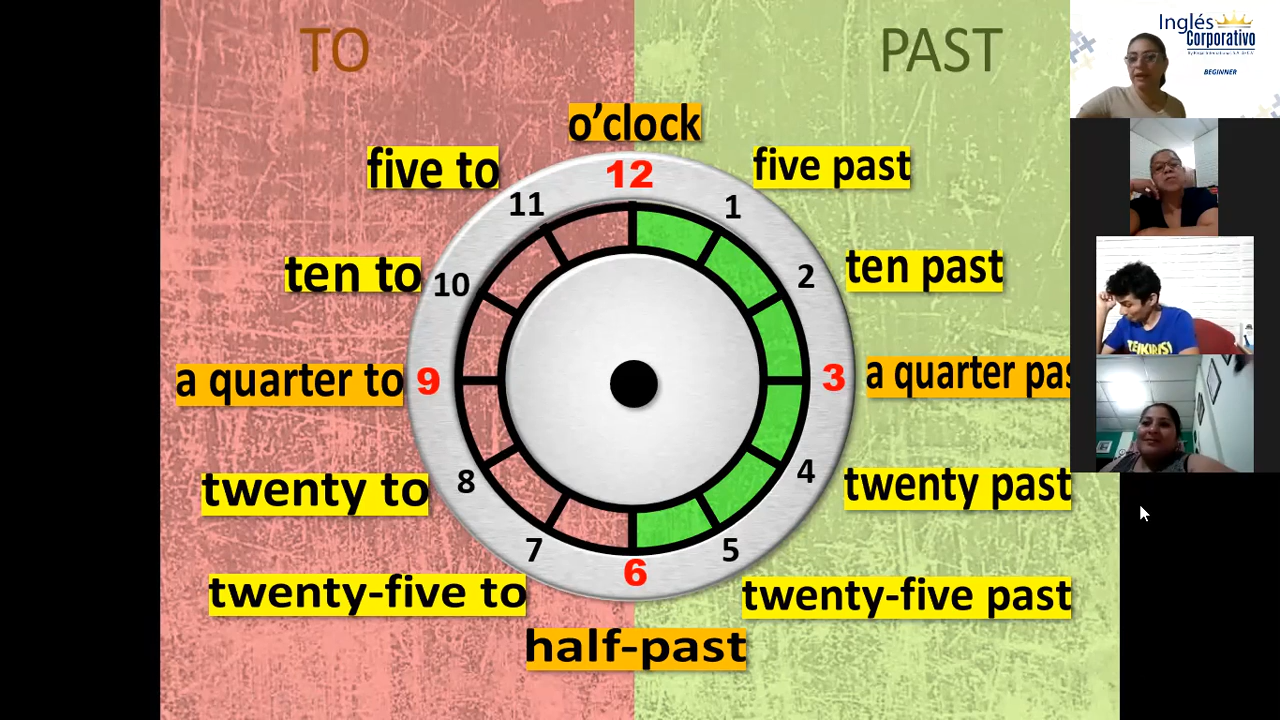 TO
PAST
o'clock
five to
12
five past
11
1
ten to
10
2
ten past
a quarter to
9
3
a quarter pas
twenty to
8
4
twenty past
7
5
6
twenty-five to
twenty-five past
half-past
Inglés
Corporativo
BEGINNER